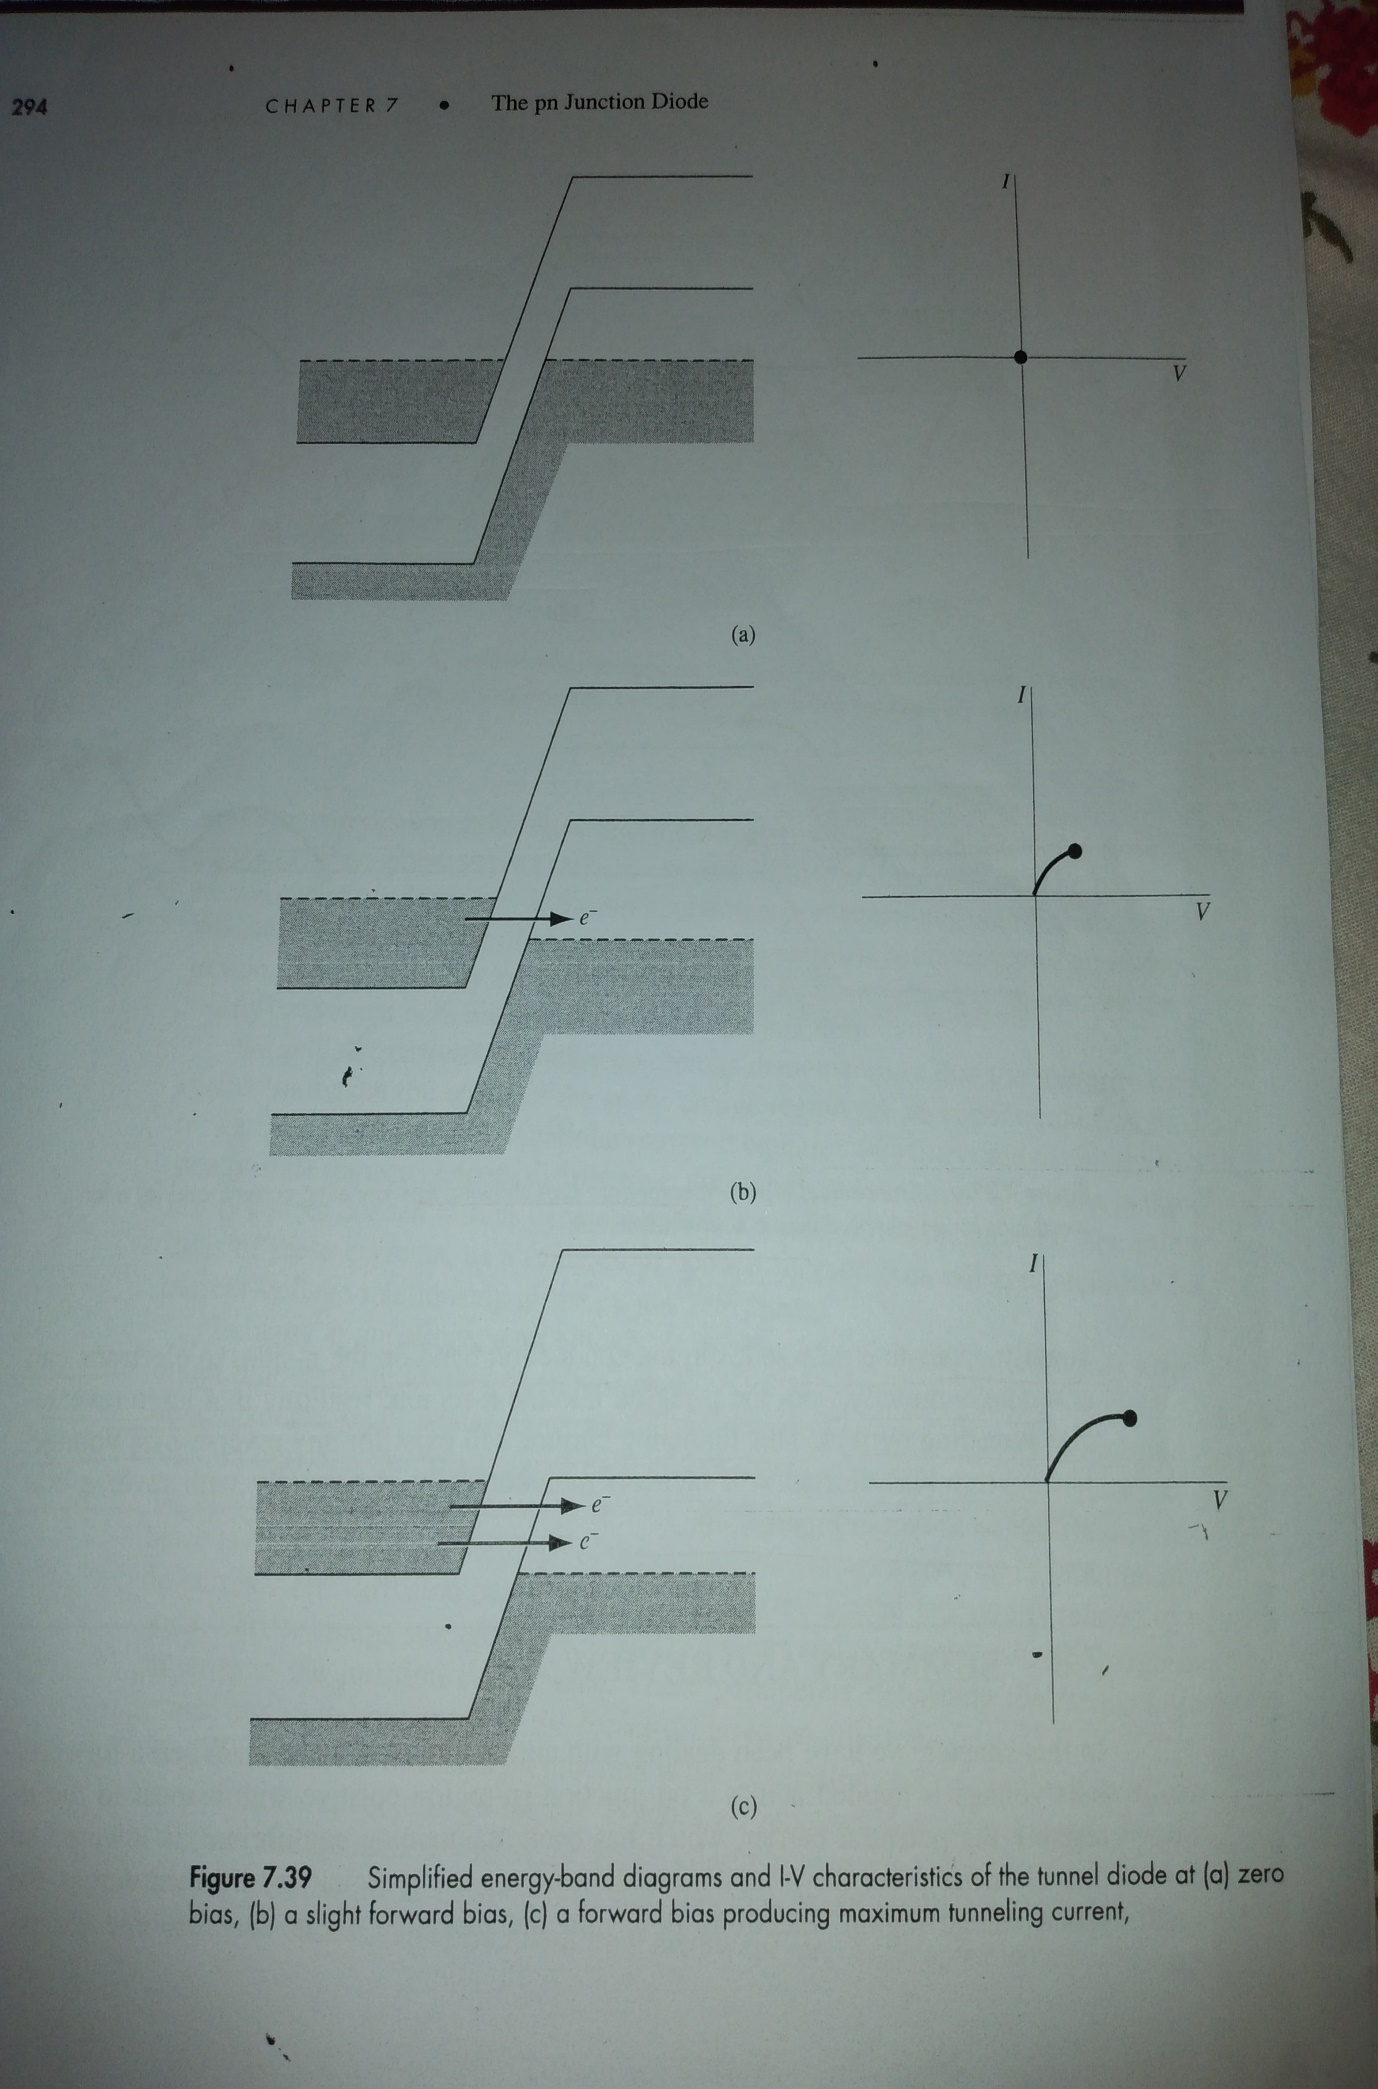 294
CHAPTER 7 • The pn Junction Diode
I
V
(a)
I
e⁻
V
(b)
I
e⁻
V
e⁻
(c)
Figure 7.39 Simplified energy-band diagrams and I-V characteristics of the tunnel diode at (a) zero
bias, (b) a slight forward bias, (c) a forward bias producing maximum tunneling current,